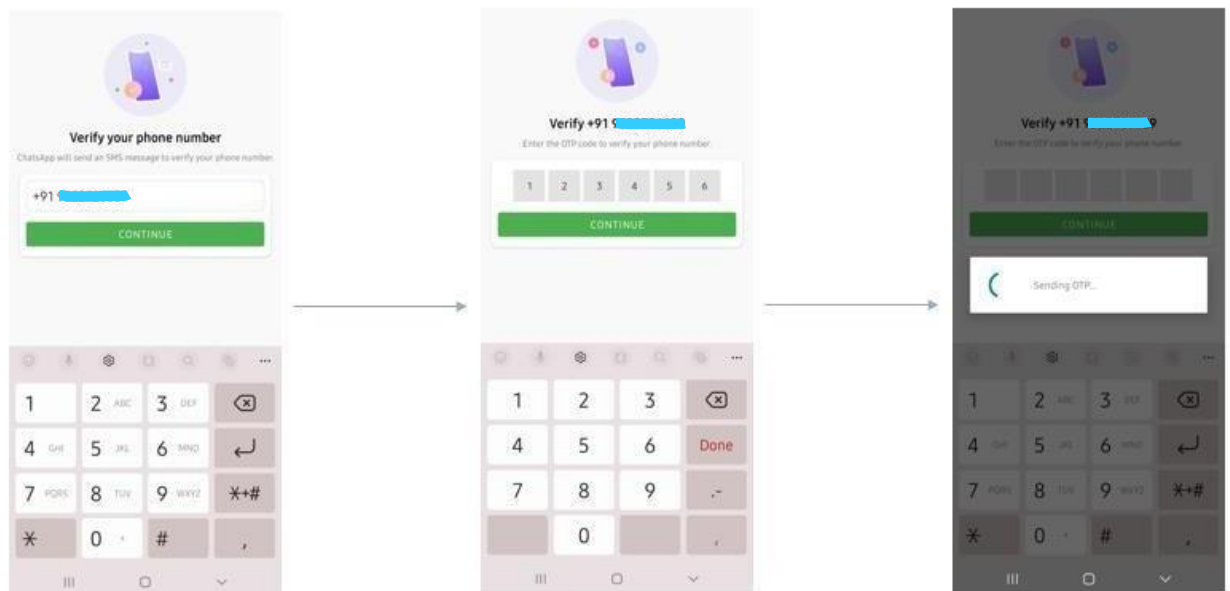 Verify your phone number
ChatsApp will send an SMS message to verify your phone number.
+91 9
CONTINUE
1
2 ABC
3 DEF
4 GHI
5 JKL
6 MNO
7 PQRS
8 TUV
9 WXYZ
*+#
*
0
#
,
Verify +91 9
Enter the OTP code to verify your phone number.
1 2 3 4 5 6
CONTINUE
1 2 3
4 5 6 Done
7 8 9 .-
0 ,
Verify +91 9 9
Enter the OTP code to verify your phone number
CONTINUE
Sending OTP...
1
2 ABC
3 DEF
4 GHI
5 JKL
6 MNO
7 PQRS
8 TUV
9 WXYZ
*+#
*
0
#
,